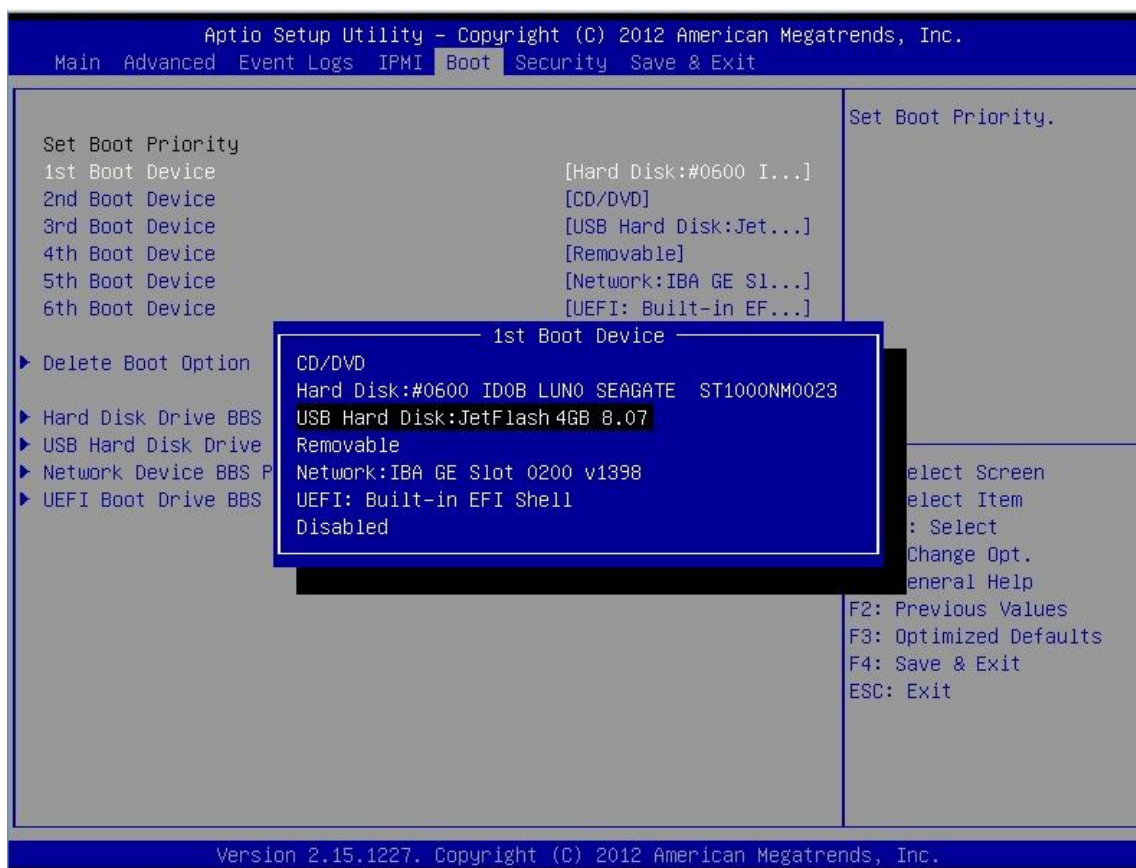 Aptio Setup Utility – Copyright (C) 2012 American Megatrends, Inc.
Main Advanced Event Logs IPMI Boot Security Save & Exit
Set Boot Priority
1st Boot Device [Hard Disk:#0600 I...]
2nd Boot Device [CD/DVD]
3rd Boot Device [USB Hard Disk:Jet...]
4th Boot Device [Removable]
5th Boot Device [Network:IBA GE Sl...]
6th Boot Device [UEFI: Built-in EF...]
Delete Boot Option
Hard Disk Drive BBS
USB Hard Disk Drive
Network Device BBS P
UEFI Boot Drive BBS
1st Boot Device
CD/DVD
Hard Disk:#0600 ID0B LUN0 SEAGATE ST1000NM0023
USB Hard Disk:JetFlash 4GB 8.07
Removable
Network:IBA GE Slot 0200 v1398
UEFI: Built-in EFI Shell
Disabled
Set Boot Priority.
elect Screen
elect Item
: Select
Change Opt.
eneral Help
F2: Previous Values
F3: Optimized Defaults
F4: Save & Exit
ESC: Exit
Version 2.15.1227. Copyright (C) 2012 American Megatrends, Inc.